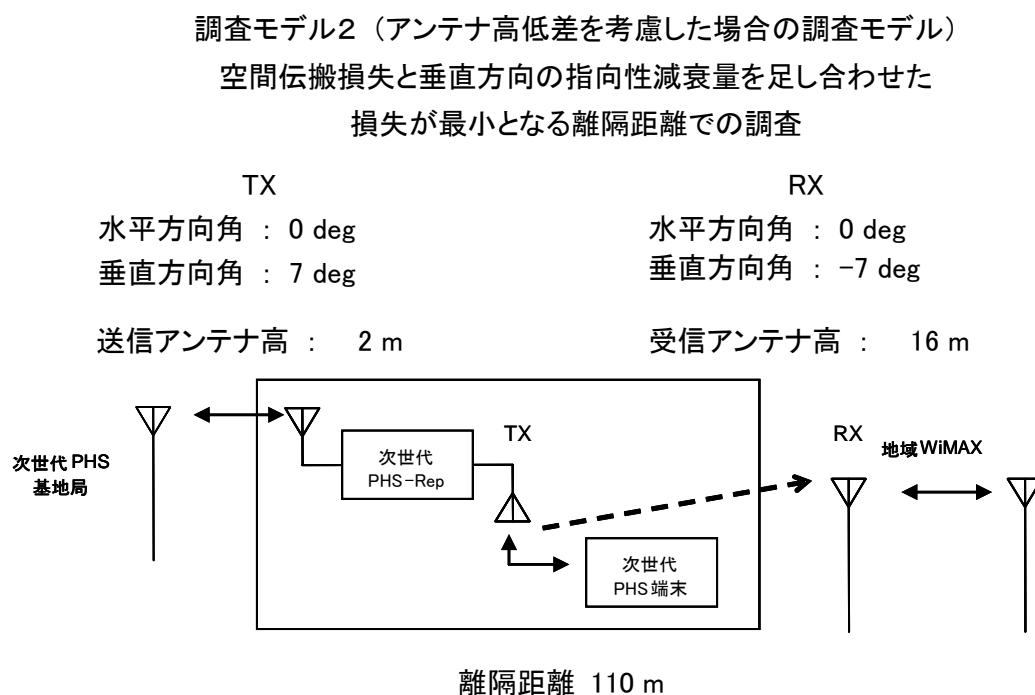 調査モデル2 (アンテナ高低差を考慮した場合の調査モデル)
空間伝搬損失と垂直方向の指向性減衰量を足し合わせた
損失が最小となる離隔距離での調査
TX
水平方向角 : 0 deg
垂直方向角 : 7 deg
送信アンテナ高 : 2 m
RX
水平方向角 : 0 deg
垂直方向角 : -7 deg
受信アンテナ高 : 16 m
次世代PHS
基地局
次世代
PHS-Rep
TX
次世代
PHS端末
RX
地域WiMAX
離隔距離 110 m